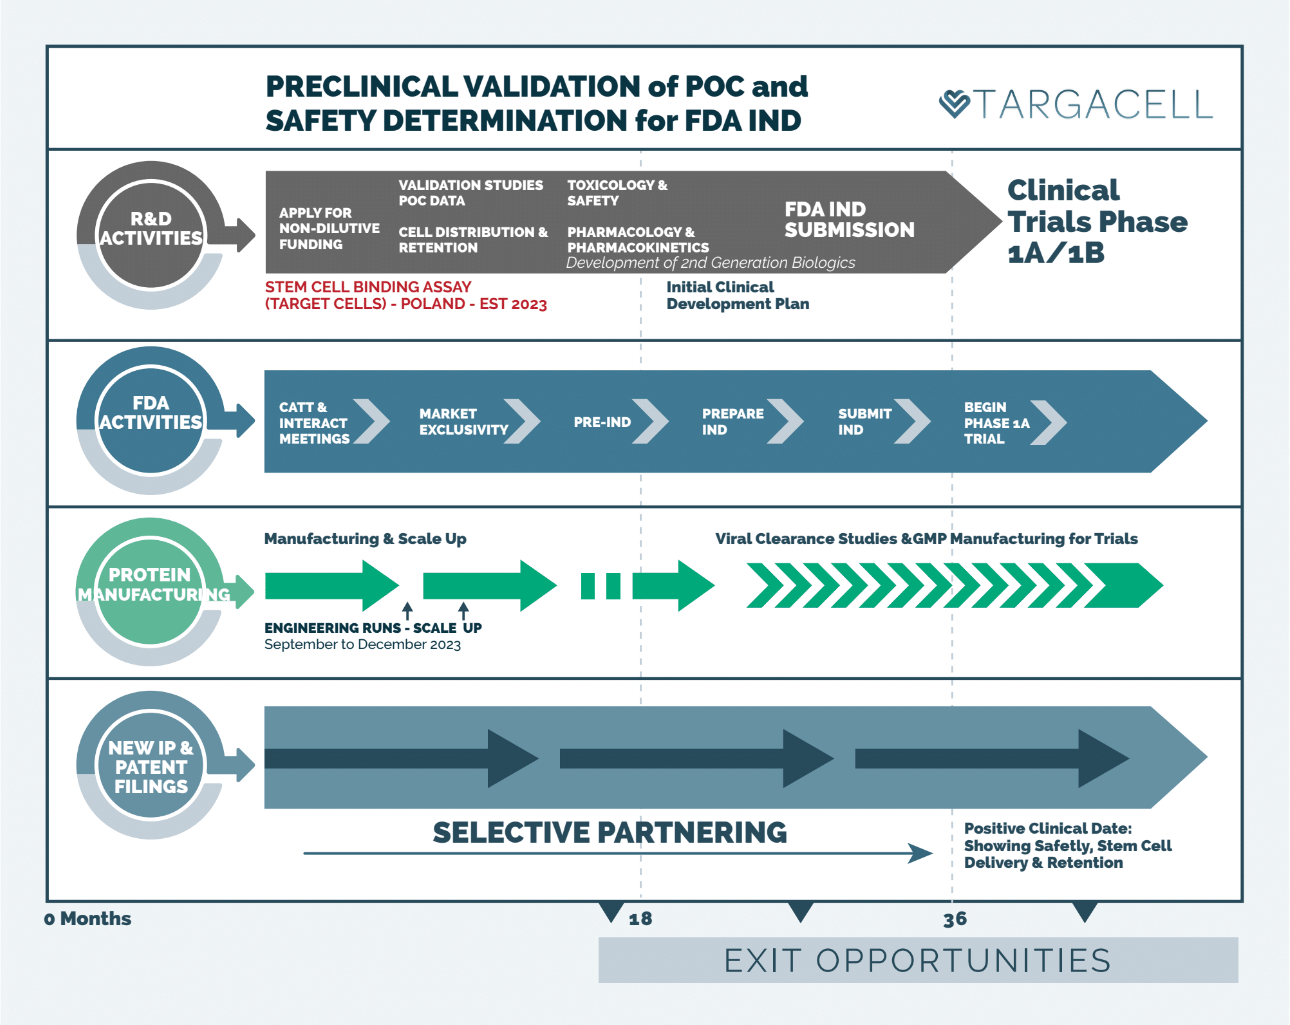 PRECLINICAL VALIDATION of POC and
SAFETY DETERMINATION for FDA IND
TARGACELL
R&D
ACTIVITIES
APPLY FOR
NON-DILUTIVE
FUNDING
VALIDATION STUDIES
POC DATA
CELL DISTRIBUTION &
RETENTION
TOXICOLOGY &
SAFETY
PHARMACOLOGY &
PHARMACOKINETICS
Development of 2nd Generation Biologics
FDA IND
SUBMISSION
Clinical
Trials Phase
1A/1B
STEM CELL BINDING ASSAY
(TARGET CELLS) - POLAND - EST 2023
Initial Clinical
Development Plan
FDA
ACTIVITIES
CATT &
INTERACT
MEETINGS
MARKET
EXCLUSIVITY
PRE-IND
PREPARE
IND
SUBMIT
IND
BEGIN
PHASE 1A
TRIAL
PROTEIN
MANUFACTURING
Manufacturing & Scale Up
Viral Clearance Studies &GMP Manufacturing for Trials
ENGINEERING RUNS - SCALE UP
September to December 2023
NEW IP &
PATENT
FILINGS
SELECTIVE PARTNERING
Positive Clinical Date:
Showing Safetly, Stem Cell
Delivery & Retention
0 Months
18
36
EXIT OPPORTUNITIES